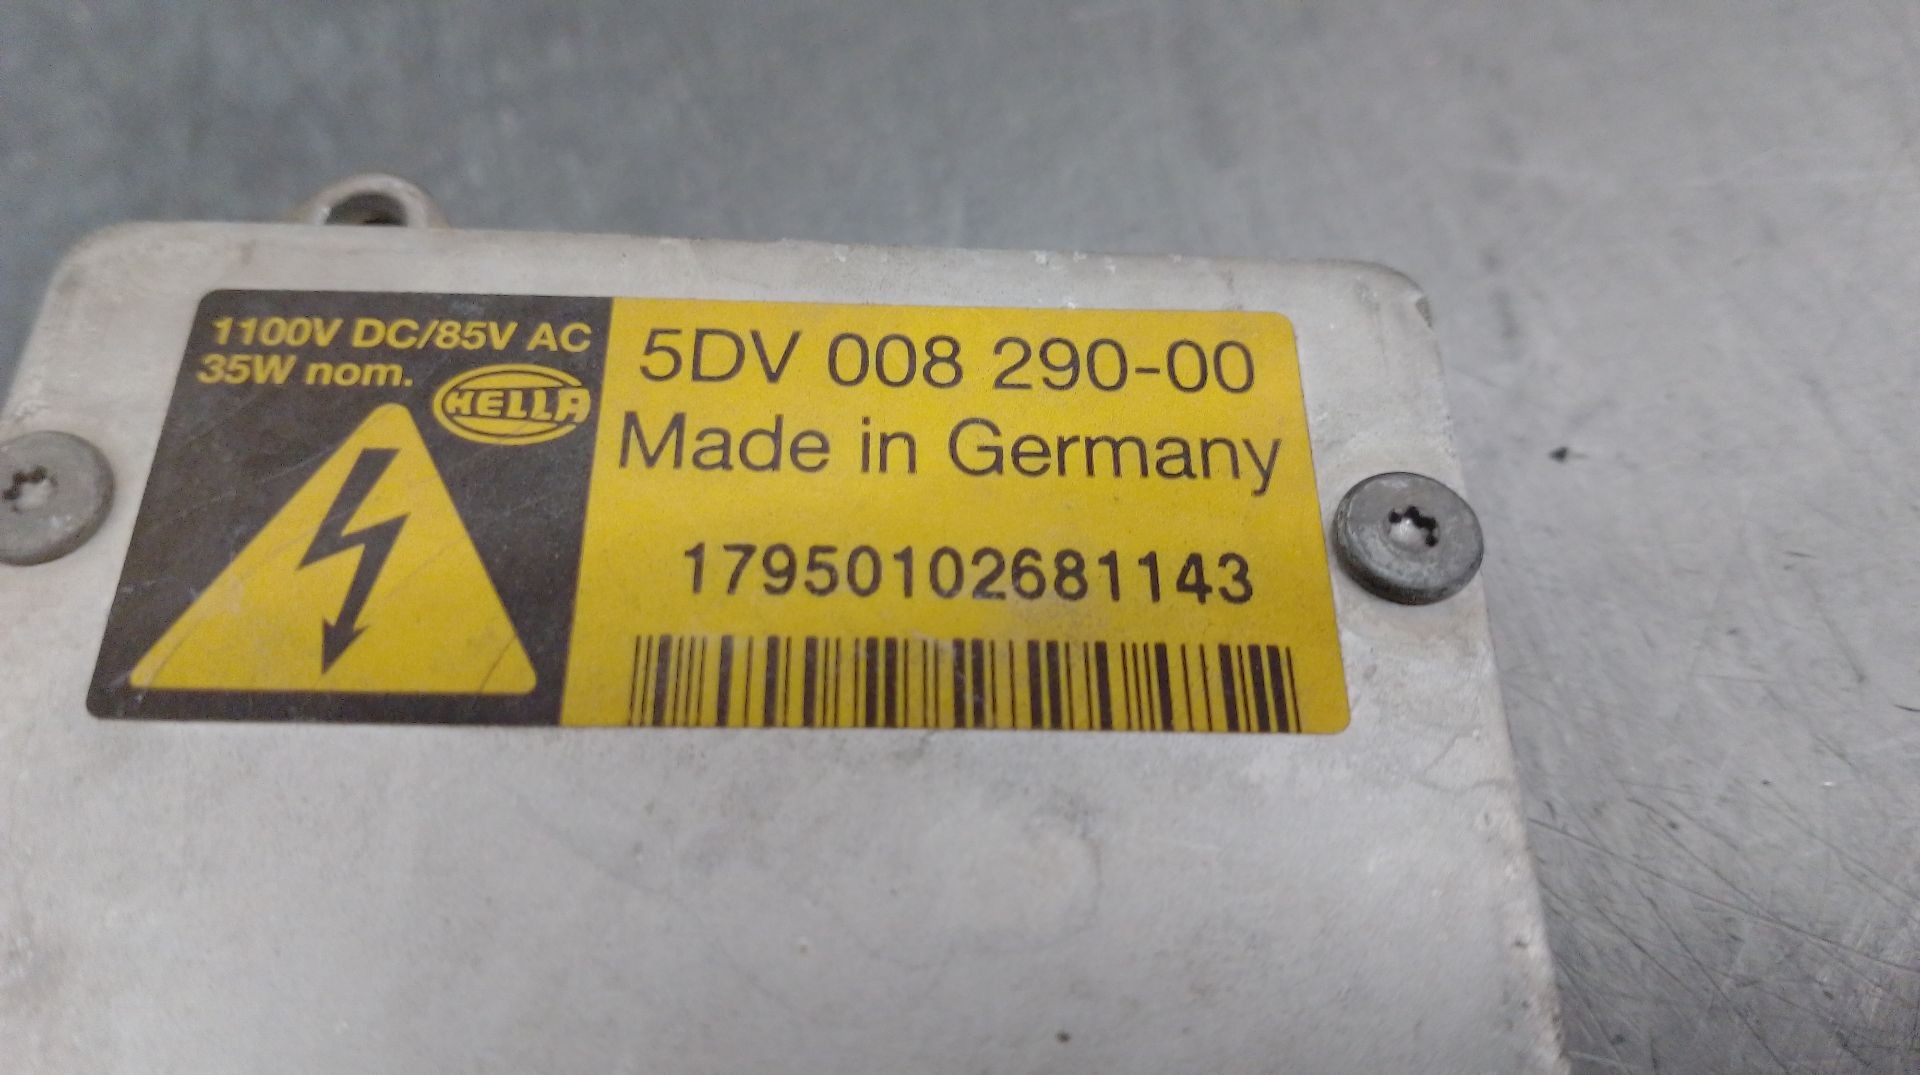 1100V DC/85V AC
35W nom.
HELLA
5DV 008 290-00
Made in Germany
17950102681143